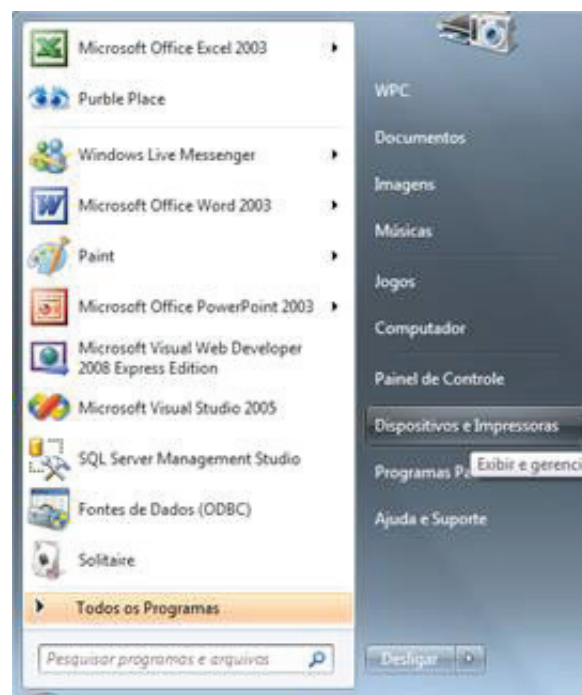 Microsoft Office Excel 2003
Purble Place
Windows Live Messenger
Microsoft Office Word 2003
Paint
Microsoft Office PowerPoint 2003
Microsoft Visual Web Developer
2008 Express Edition
Microsoft Visual Studio 2005
SQL Server Management Studio
Fontes de Dados (ODBC)
Solitaire
Todos os Programas
Pesquisar programas e arquivos
WPC
Documentos
Imagens
Músicas
Jogos
Computador
Painel de Controle
Dispositivos e Impressoras
Programas
Exibir e
Ajuda e Suporte
Desligar